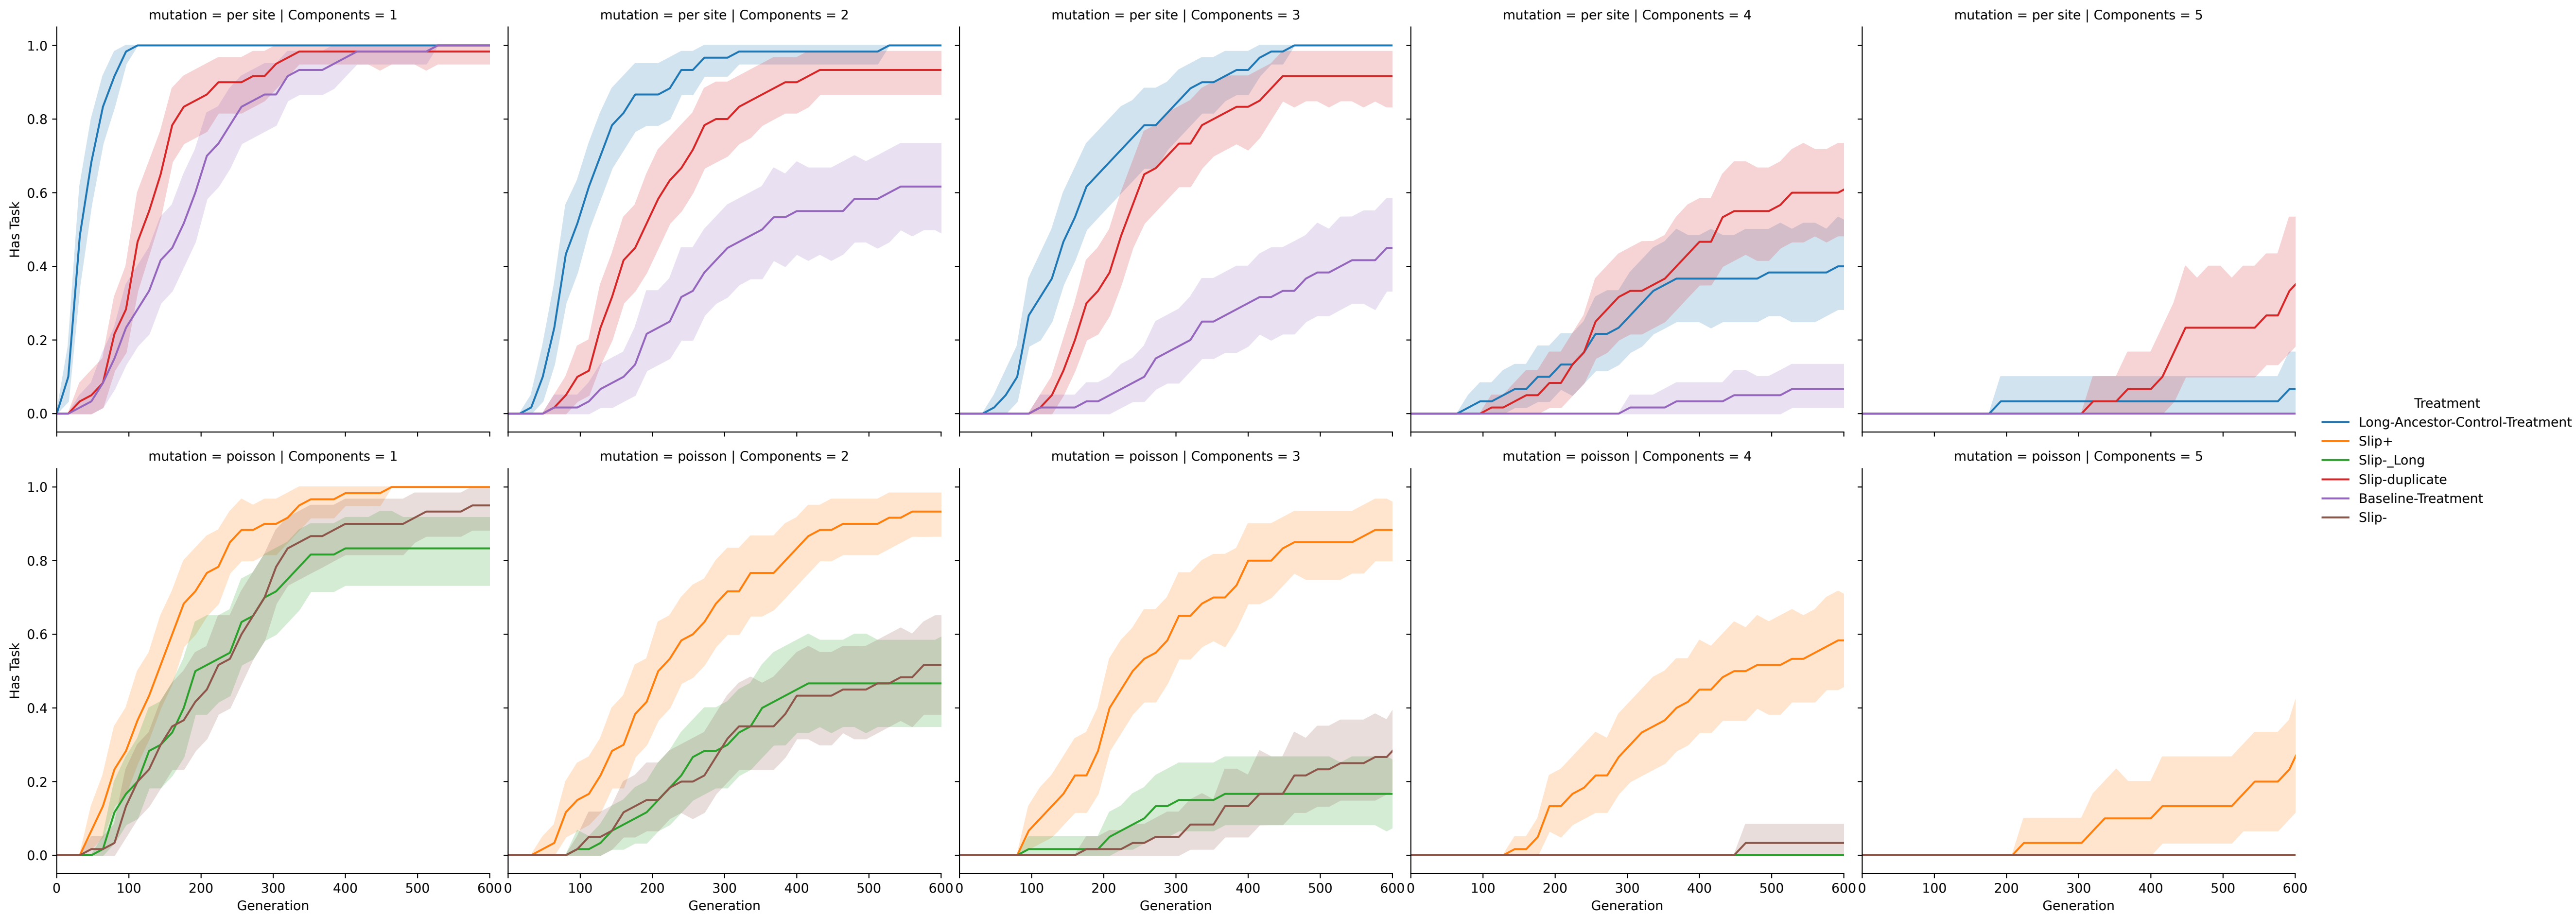 mutation = per site | Components = 1
mutation = per site | Components = 2
mutation = per site | Components = 3
mutation = per site | Components = 4
mutation = per site | Components = 5
1.0
0.8
0.6
0.4
0.2
0.0
Has Task
Treatment
Long-Ancestor-Control-Treatment
Slip+
Slip-_Long
Slip-duplicate
Baseline-Treatment
Slip-
mutation = poisson | Components = 1
mutation = poisson | Components = 2
mutation = poisson | Components = 3
mutation = poisson | Components = 4
mutation = poisson | Components = 5
1.0
0.8
0.6
0.4
0.2
0.0
Has Task
0 100 200 300 400 500 600
0 100 200 300 400 500 600
0 100 200 300 400 500 600
0 100 200 300 400 500 600
0 100 200 300 400 500 600
Generation
Generation
Generation
Generation
Generation